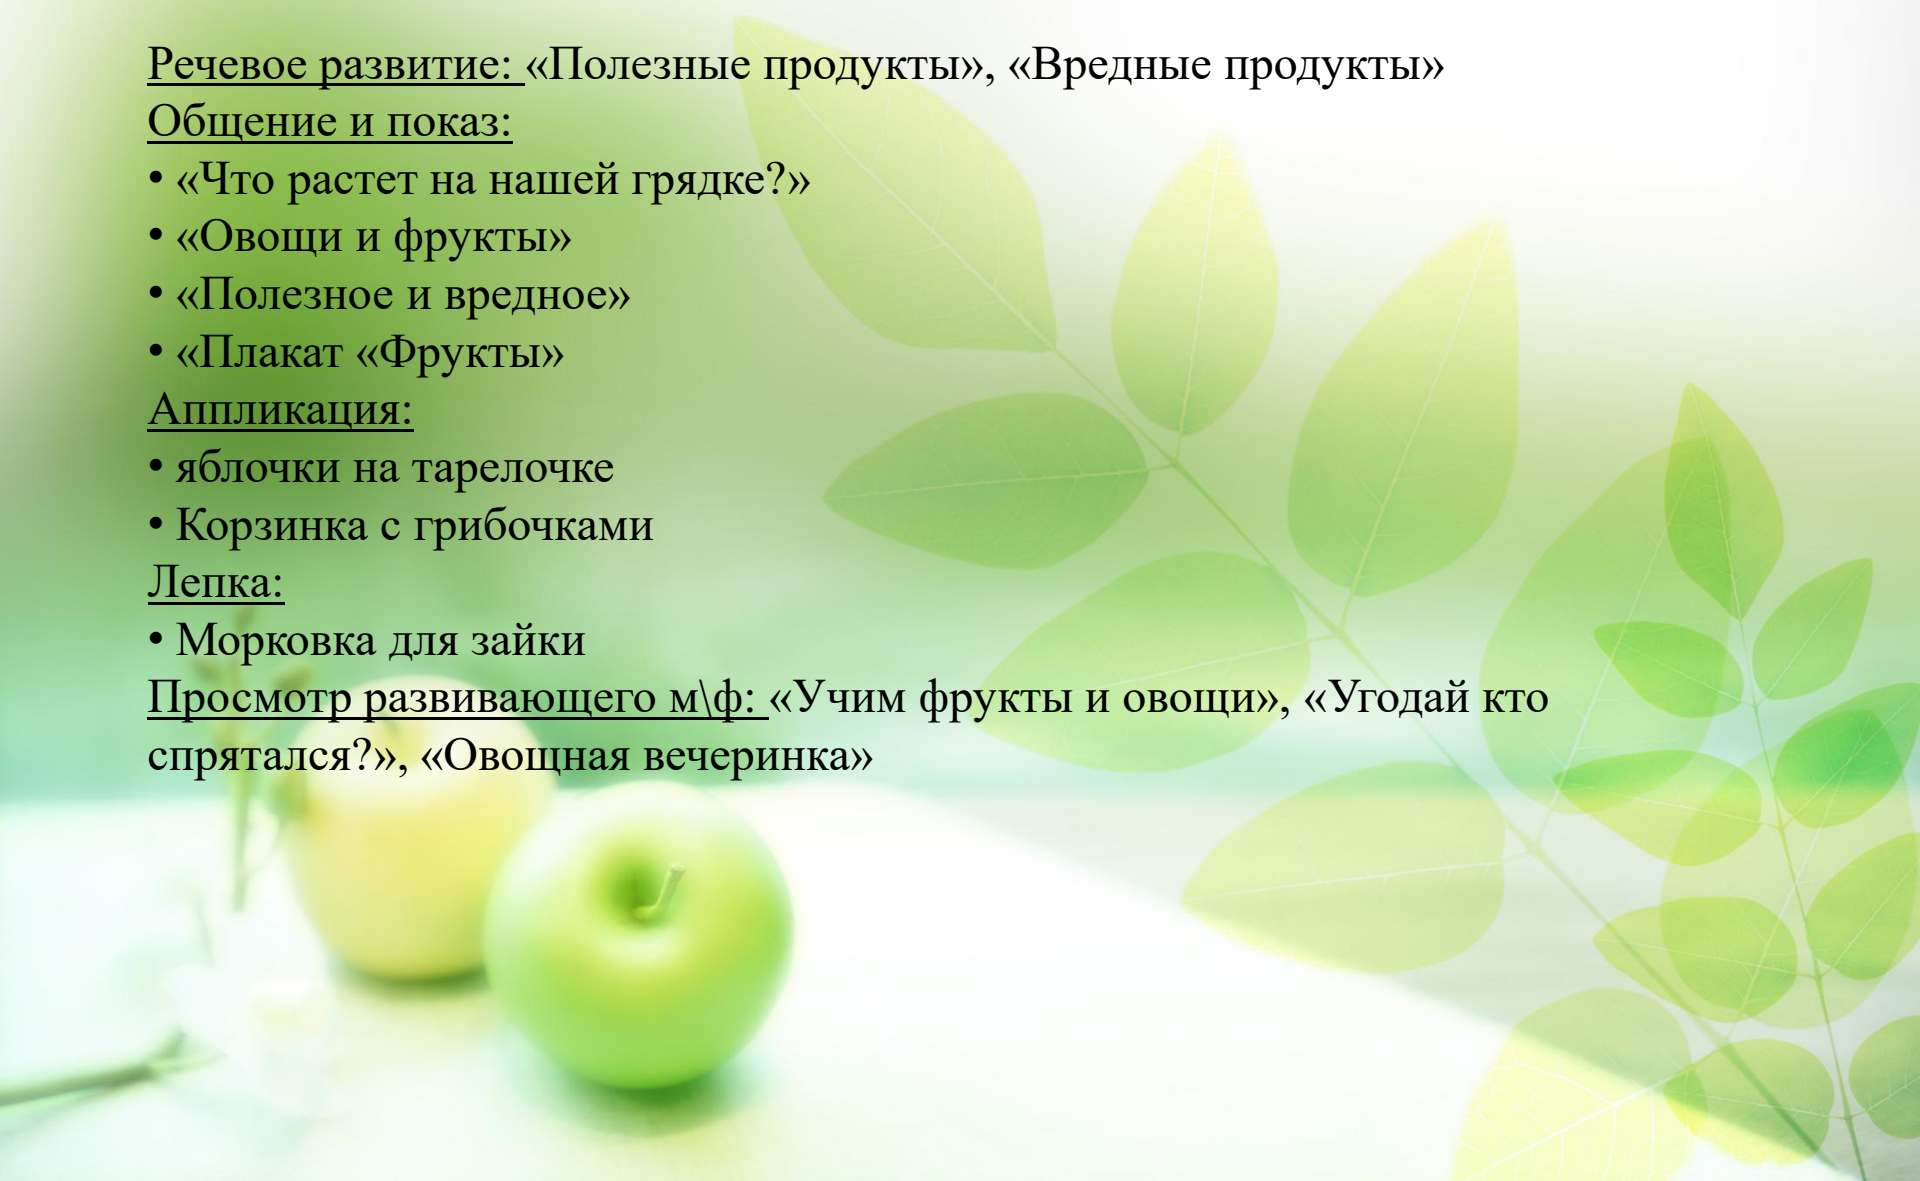 Речевое развитие: «Полезные продукты», «Вредные продукты»
Общение и показ:
• «Что растет на нашей грядке?»
• «Овощи и фрукты»
• «Полезное и вредное»
• «Плакат «Фрукты»
Аппликация:
• яблочки на тарелочке
• Корзинка с грибочками
Лепка:
• Морковка для зайки
Просмотр развивающего м\ф: «Учим фрукты и овощи», «Угодай кто
спрятался?», «Овощная вечеринка»